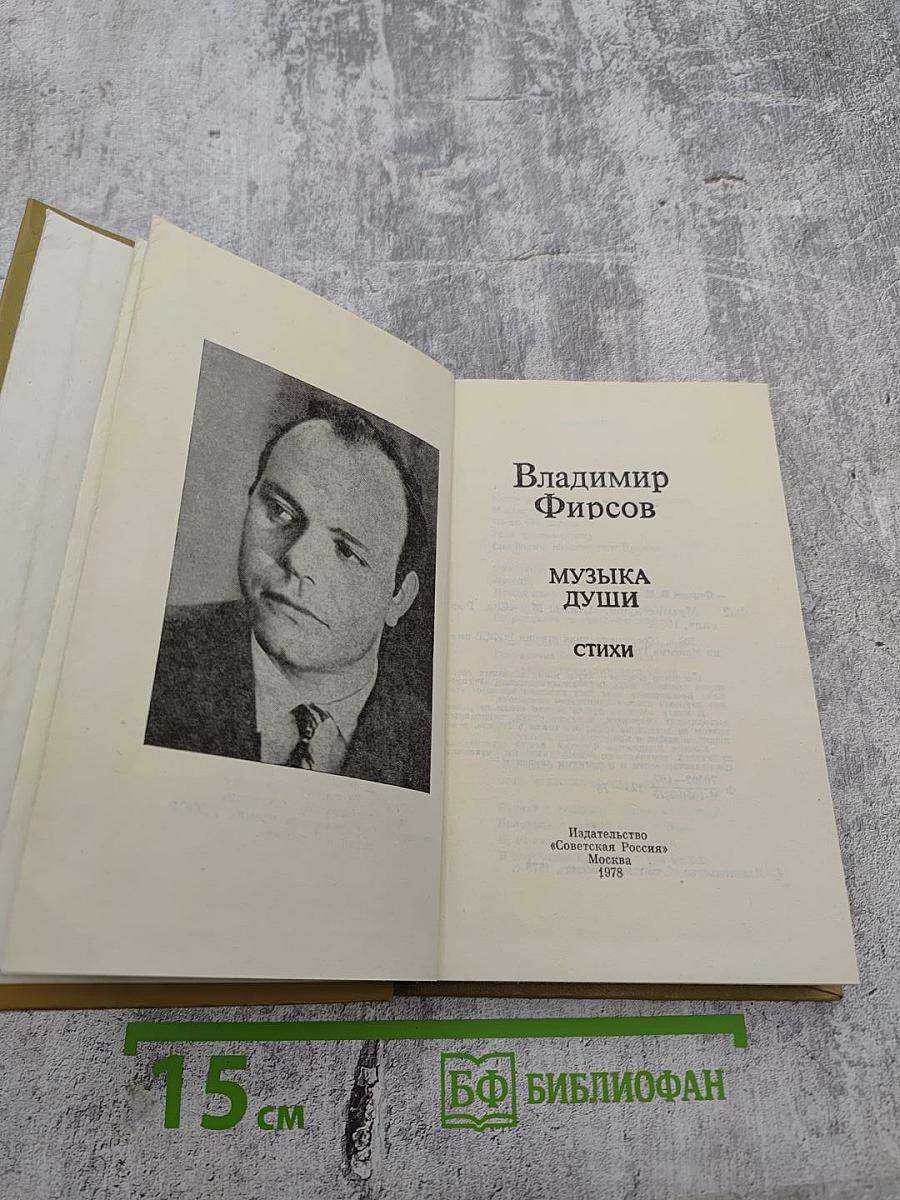 Владимир
Фирсов
МУЗЫКА
ДУШИ
СТИХИ
Издательство
«Советская Россия»
Москва
1978
15 см
БФ БИБЛИОФАН